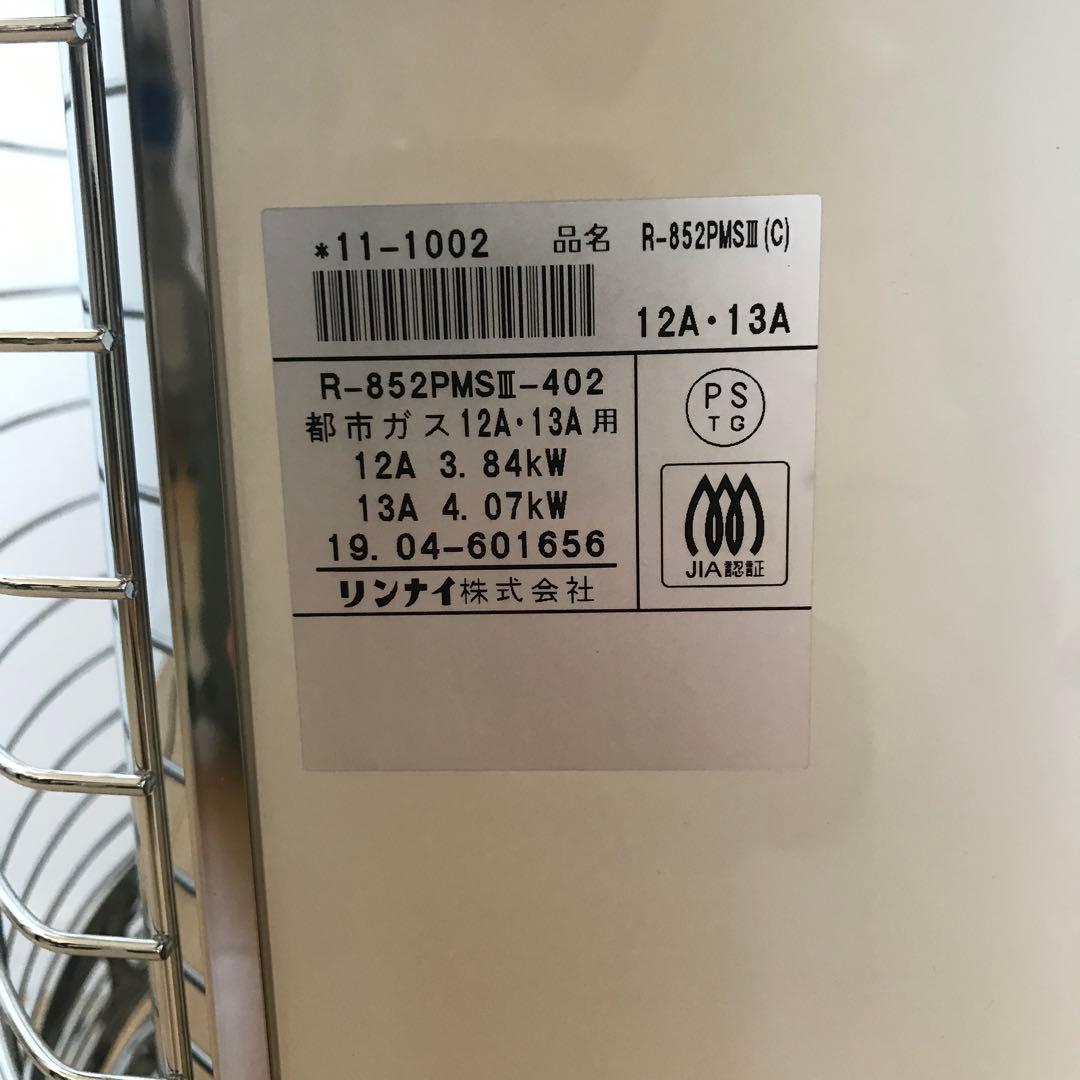 *11-1002 品名 R-852PMSⅢ(C)
12A・13A
R-852PMSⅢ-402
都市ガス12A・13A用
12A 3.84kW
13A 4.07kW
19.04-601656
リンナイ株式会社
PS
TG
JIA認証